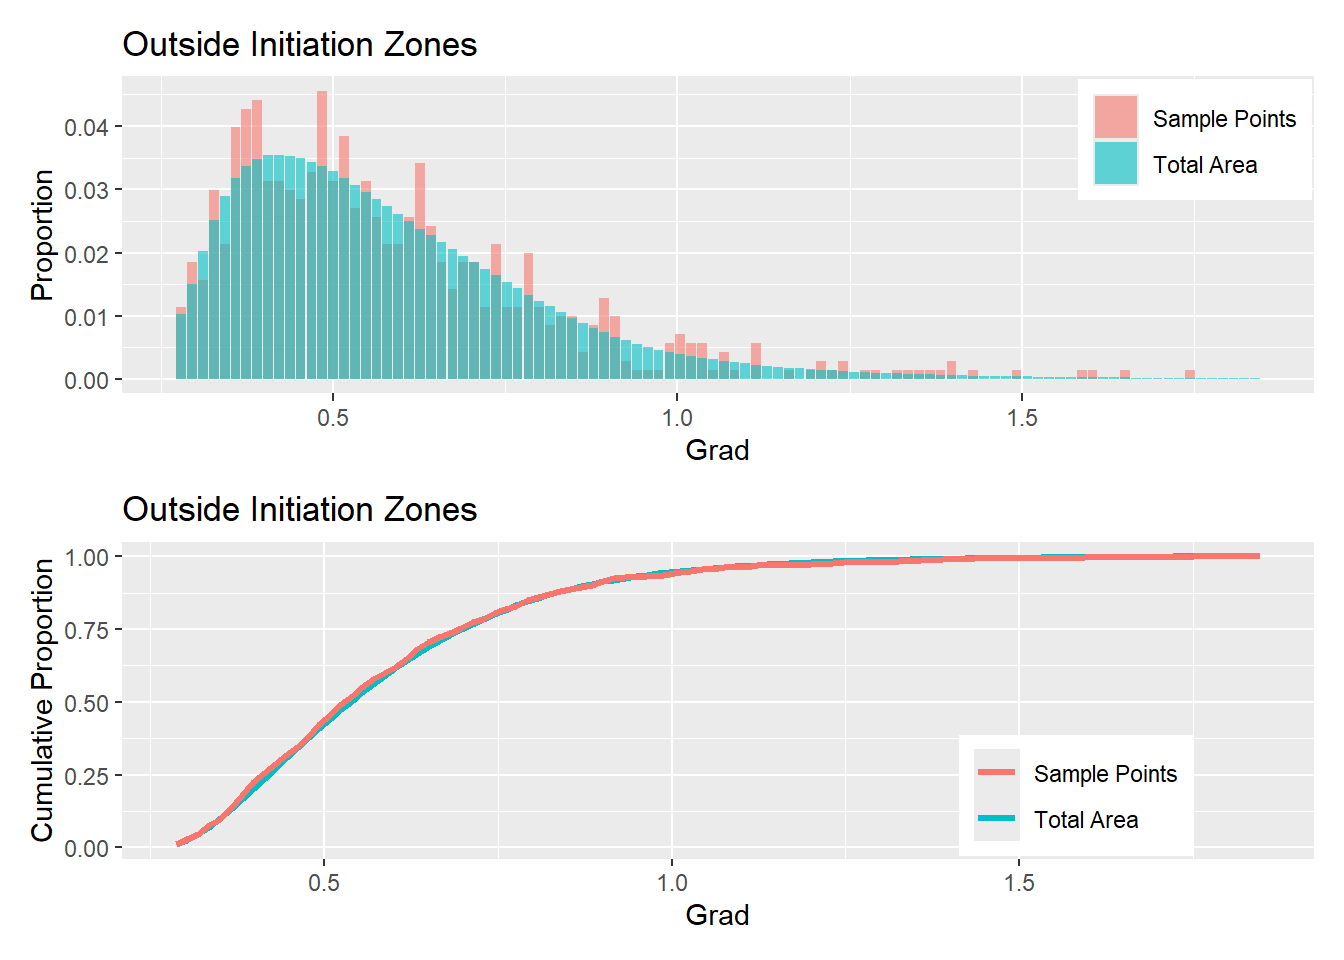 Outside Initiation Zones
Sample Points
Total Area
Proportion
0.04
0.03
0.02
0.01
0.00
0.5 1.0 1.5
Grad
Outside Initiation Zones
Cumulative Proportion
1.00
0.75
0.50
0.25
0.00
Sample Points
Total Area
0.5 1.0 1.5
Grad